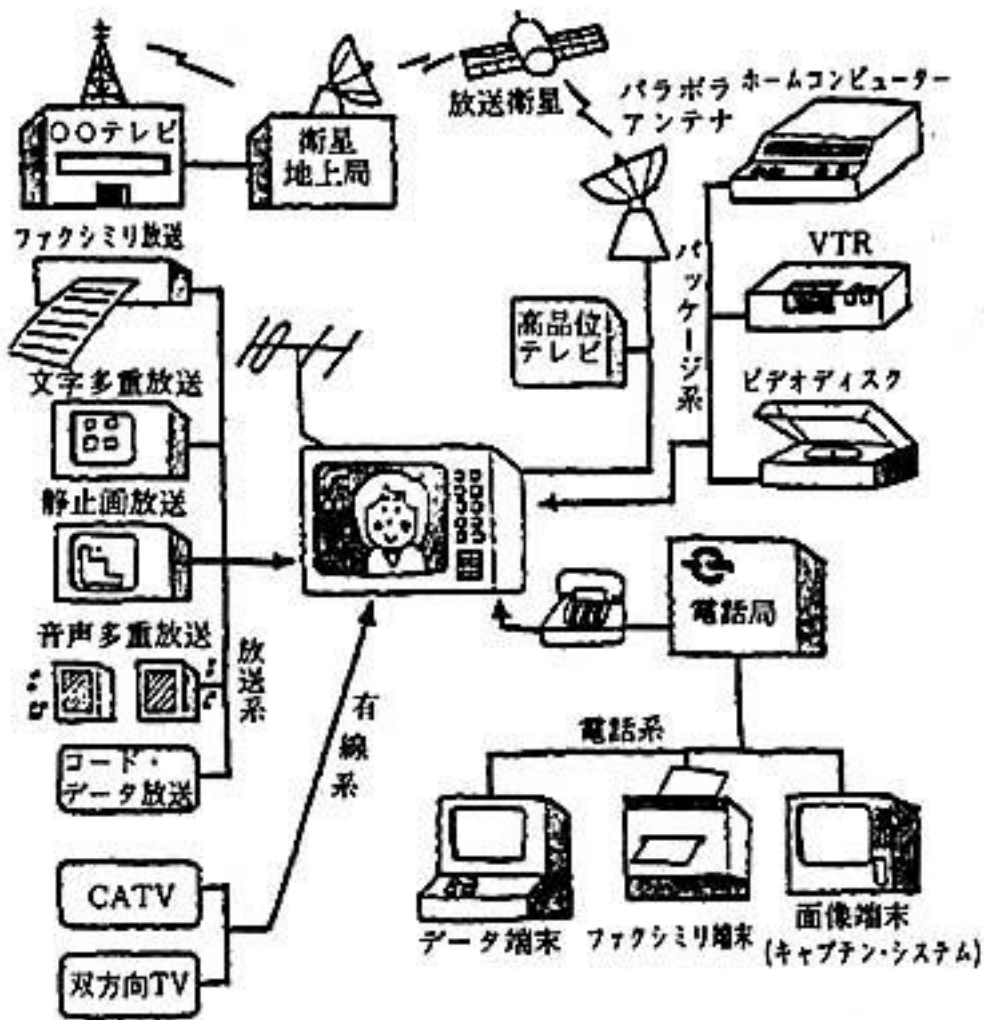 〇〇テレビ
衛星
地上局
放送衛星
パラボラ
アンテナ
ホームコンピューター
VTR
ビデオディスク
パッケージ系
高品位
テレビ
ファクシミリ放送
文字多重放送
静止画放送
音声多重放送
コード・
データ放送
放送系
CATV
双方向TV
有線系
電話局
電話系
データ端末
ファクシミリ端末
画像端末
(キャプテン・システム)